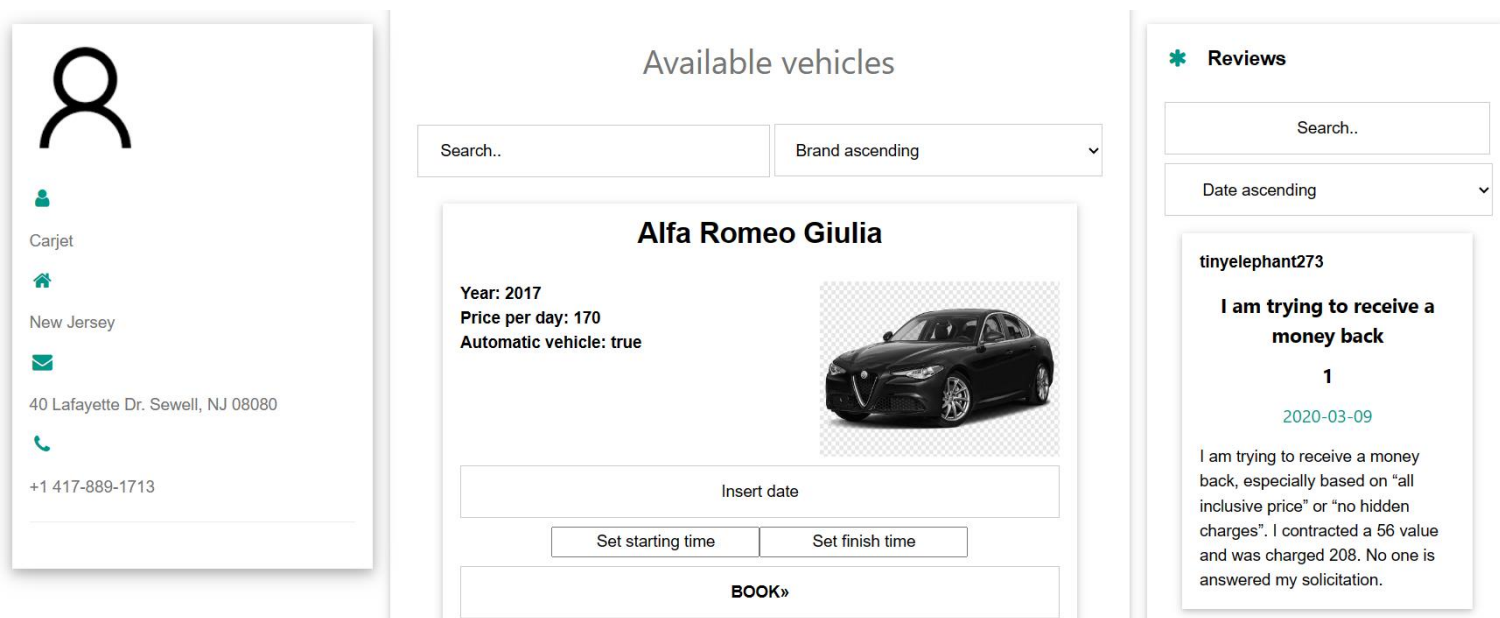 Carjet
New Jersey
40 Lafayette Dr. Sewell, NJ 08080
+1 417-889-1713
Available vehicles
Search..
Brand ascending
Alfa Romeo Giulia
Year: 2017
Price per day: 170
Automatic vehicle: true
Insert date
Set starting time
Set finish time
BOOK»
Reviews
Search..
Date ascending
tinyelephant273
I am trying to receive a
money back
1
2020-03-09
I am trying to receive a money
back, especially based on “all
inclusive price” or “no hidden
charges”. I contracted a 56 value
and was charged 208. No one is
answered my solicitation.